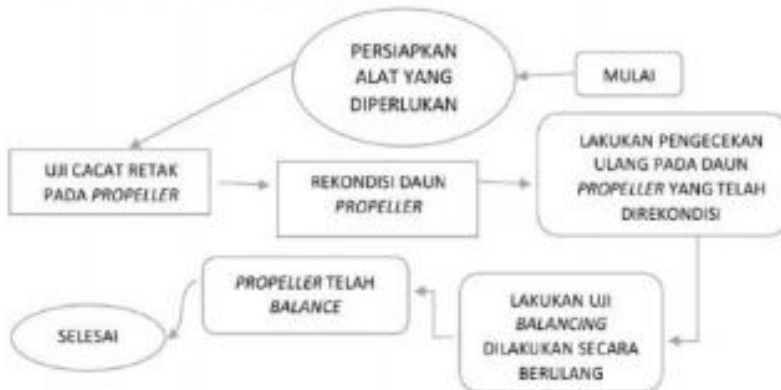 MULAI
PERSIAPKAN
ALAT YANG
DIPERLUKAN
UJI CACAT RETAK
PADA PROPELLER
REKONDISI DAUN
PROPELLER
LAKUKAN PENGECEKAN
ULANG PADA DAUN
PROPELLER YANG TELAH
DIREKONDISI
LAKUKAN UJI
BALANCING
DILAKUKAN SECARA
BERULANG
PROPELLER TELAH
BALANCE
SELESAI